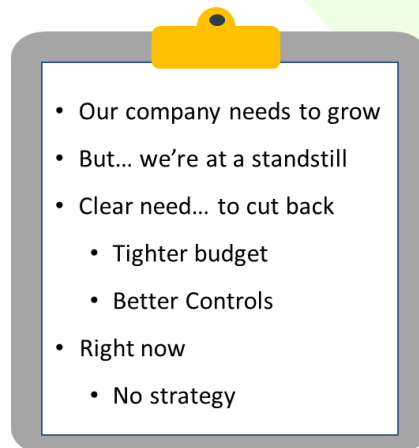 • Our company needs to grow
• But... we're at a standstill
• Clear need... to cut back
• Tighter budget
• Better Controls
• Right now
• No strategy